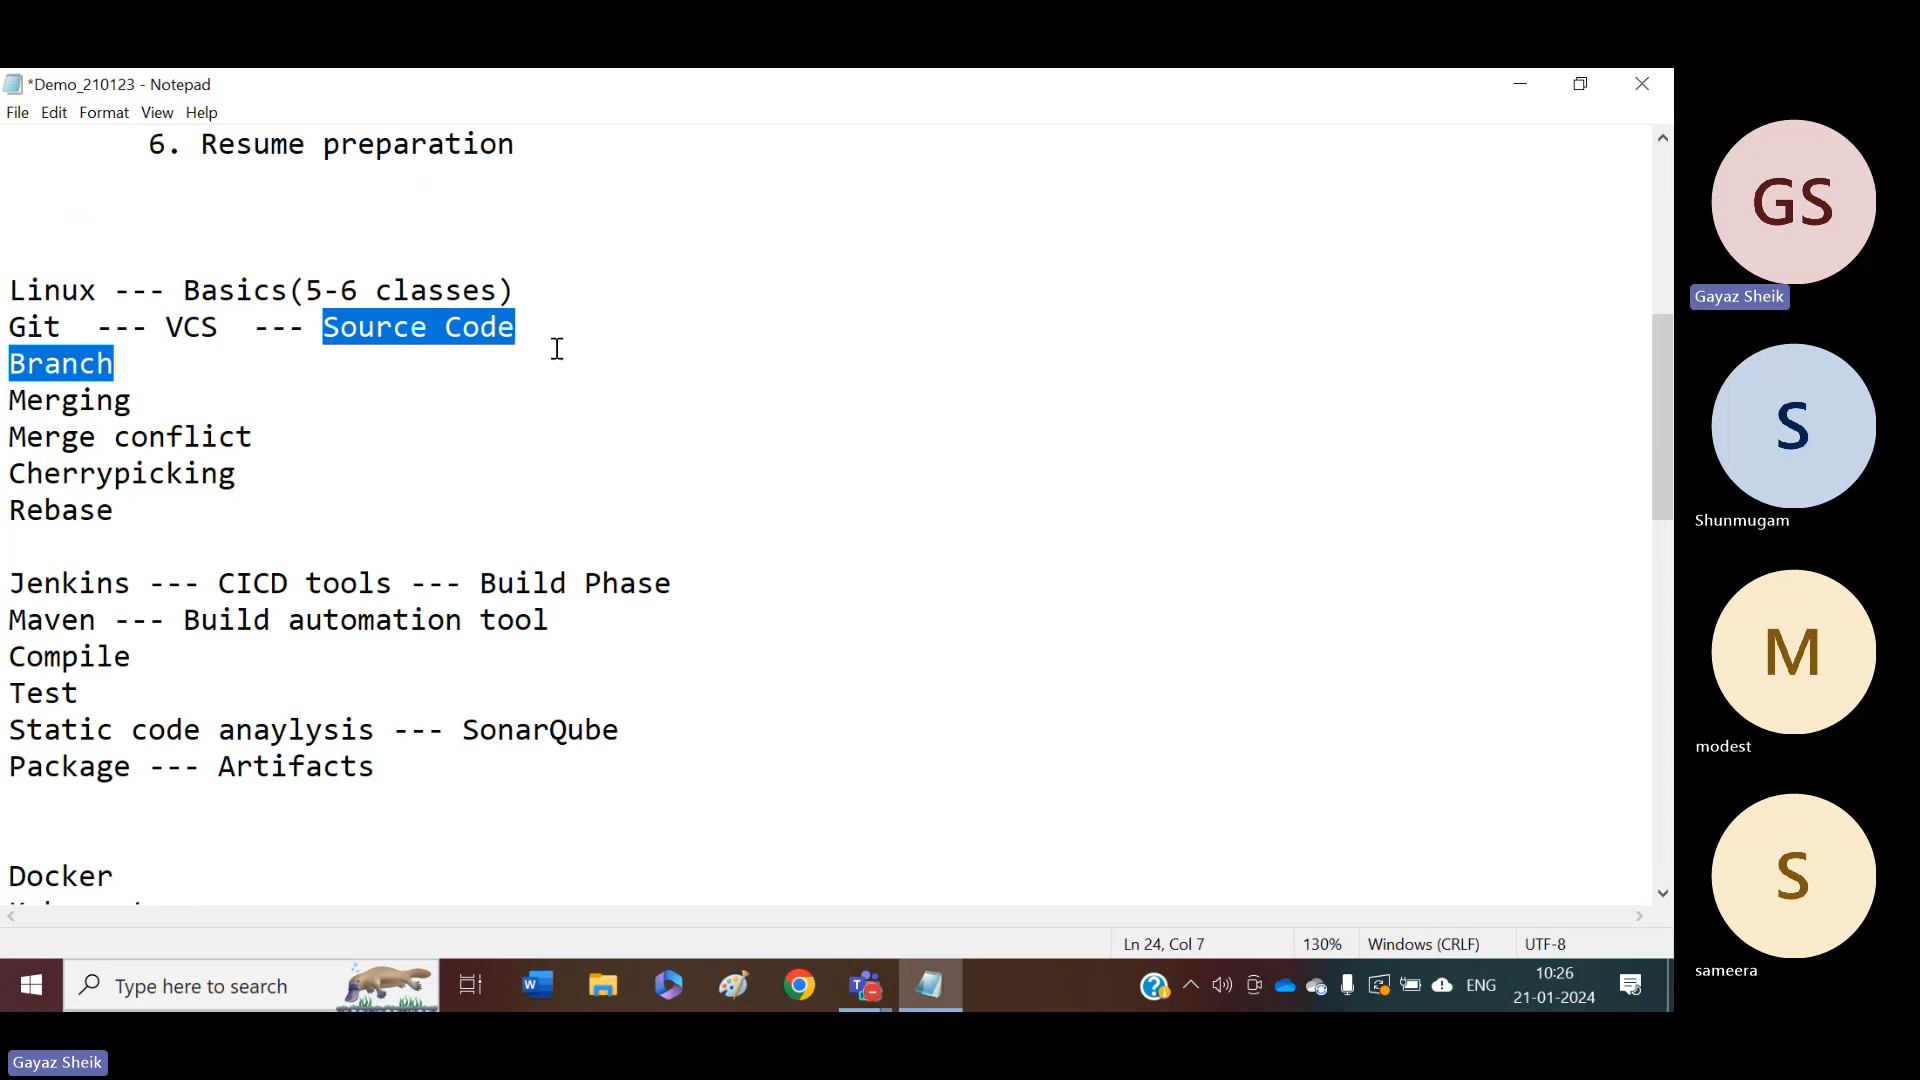 *Demo_210123 - Notepad
File Edit Format View Help
6. Resume preparation
Linux --- Basics(5-6 classes)
Git --- VCS --- Source Code
Branch
Merging
Merge conflict
Cherrypicking
Rebase
Jenkins --- CICD tools --- Build Phase
Maven --- Build automation tool
Compile
Test
Static code anaylysis --- SonarQube
Package --- Artifacts
Docker
Ln 24, Col 7
130%
Windows (CRLF)
UTF-8
Type here to search
ENG
10:26
21-01-2024
GS
Gayaz Sheik
S
Shunmugam
M
modest
S
sameera
Gayaz Sheik